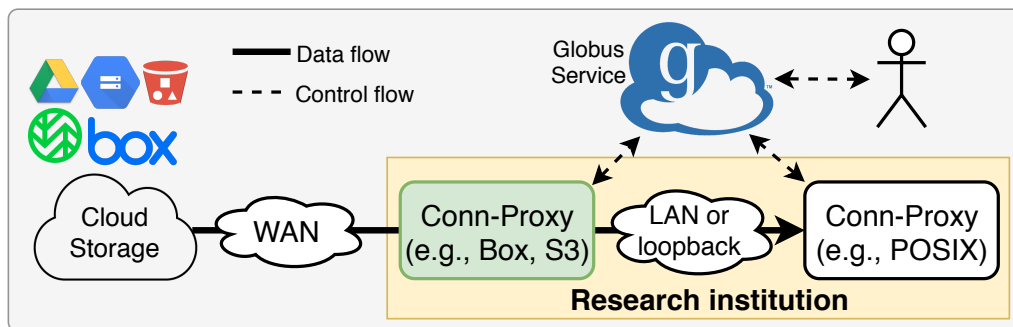 Data flow
Control flow
Globus
Service
g
™
box
Cloud
Storage
WAN
Conn-Proxy
(e.g., Box, S3)
LAN or
loopback
Conn-Proxy
(e.g., POSIX)
Research institution